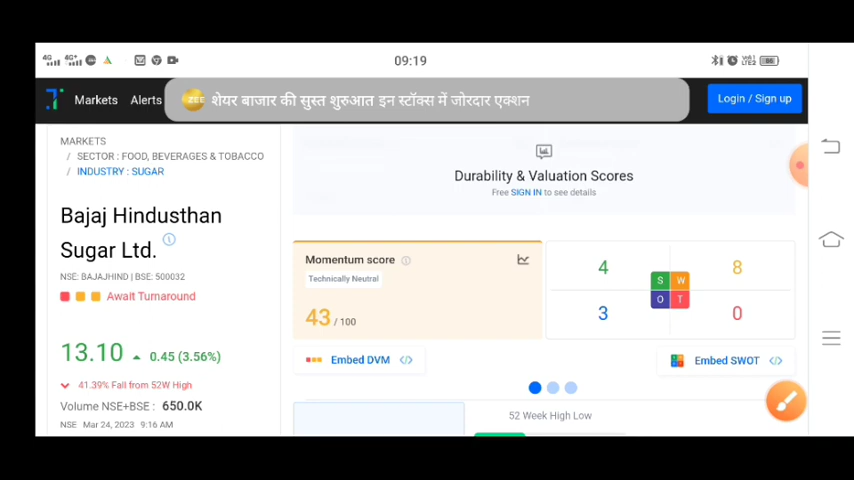 4G 4G+
09:19
Markets Alerts
ZEE शेयर बाजार की सुस्त शुरुआत इन स्टॉक्स में जोरदार एक्शन
Login / Sign up
MARKETS
/ SECTOR : FOOD, BEVERAGES & TOBACCO
/ INDUSTRY : SUGAR
Bajaj Hindusthan
Sugar Ltd.
NSE: BAJAJHIND | BSE: 500032
Await Turnaround
13.10 0.45 (3.56%)
41.39% Fall from 52W High
Volume NSE+BSE : 650.0K
NSE Mar 24, 2023 9:16 AM
Durability & Valuation Scores
Free SIGN IN to see details
Momentum score
Technically Neutral
43 / 100
4 8
S W
O T
3 0
Embed DVM
Embed SWOT
52 Week High Low